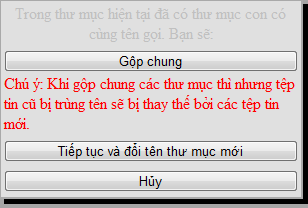 Trong thư mục hiện tại đã có thư mục con có
cùng tên gọi. Bạn sẽ:
Gộp chung
Chú ý: Khi gộp chung các thư mục thì nhưng tệp
tin cũ bị trùng tên sẽ bị thay thế bởi các tệp tin
mới.
Tiếp tục và đổi tên thư mục mới
Hủy